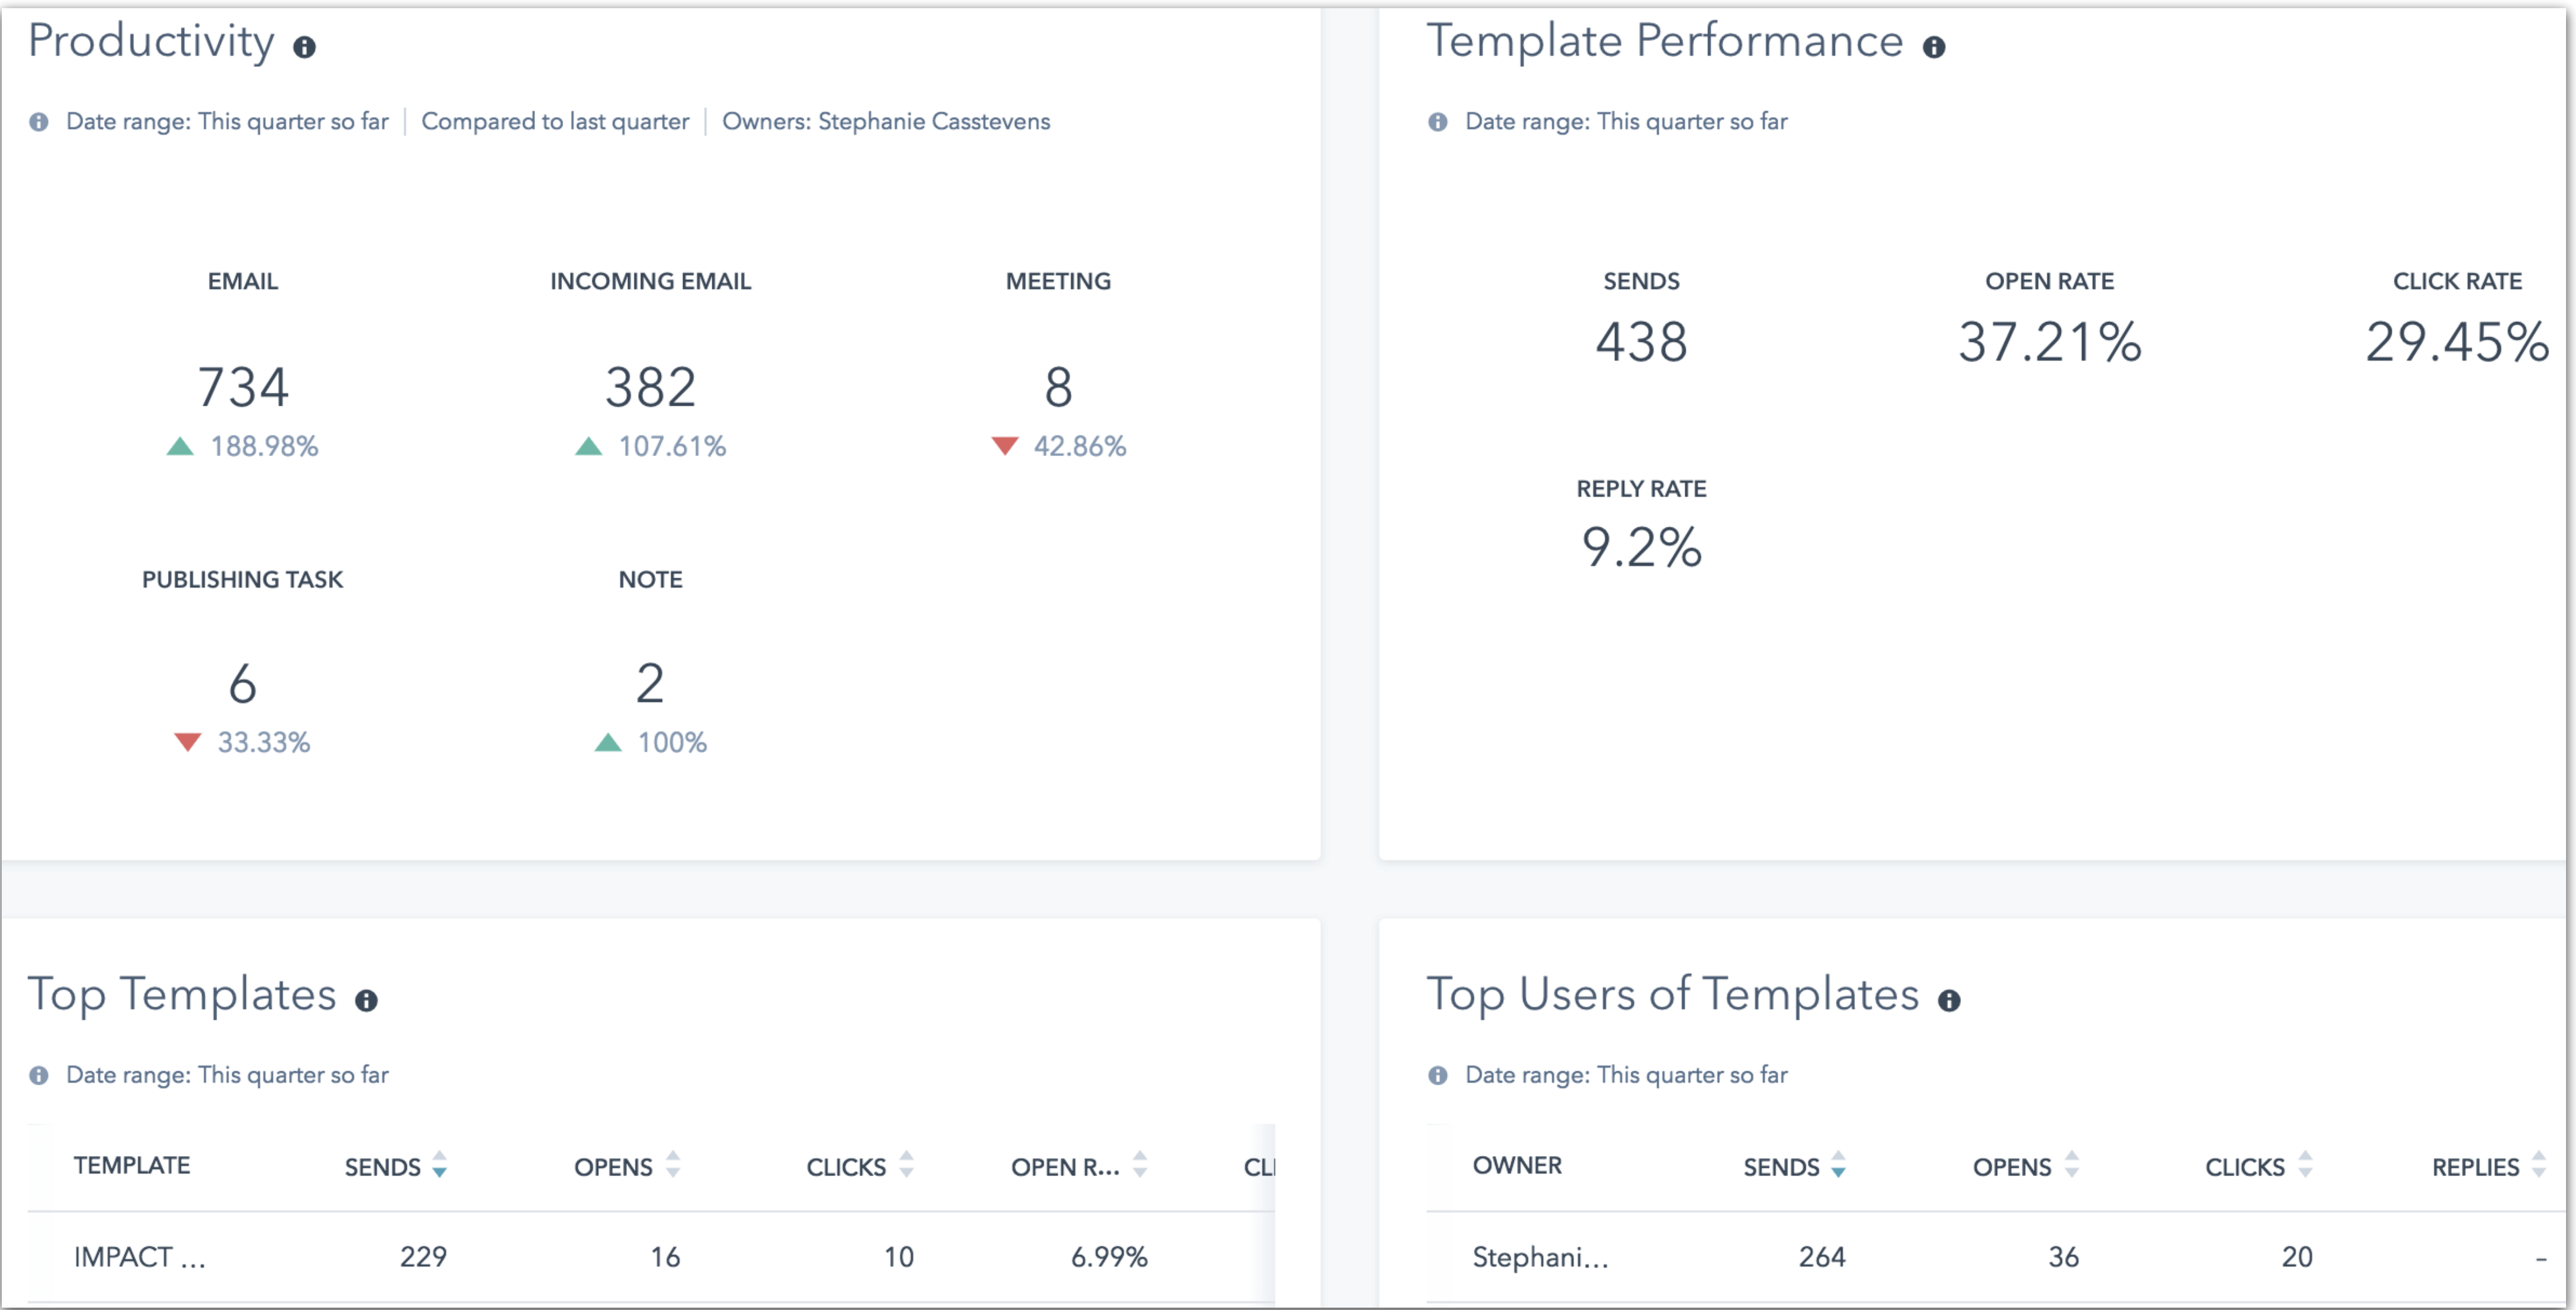 Productivity
Date range: This quarter so far Compared to last quarter Owners: Stephanie Casstevens
EMAIL INCOMING EMAIL MEETING
734 382 8
188.98% 107.61% 42.86%
PUBLISHING TASK NOTE
6 2
33.33% 100%
Template Performance
Date range: This quarter so far
SENDS OPEN RATE CLICK RATE
438 37.21% 29.45%
REPLY RATE
9.2%
Top Templates
Date range: This quarter so far
TEMPLATE SENDS OPENS CLICKS OPEN R... CLI
IMPACT ... 229 16 10 6.99%
Top Users of Templates
Date range: This quarter so far
OWNER SENDS OPENS CLICKS REPLIES
Stephani... 264 36 20 -